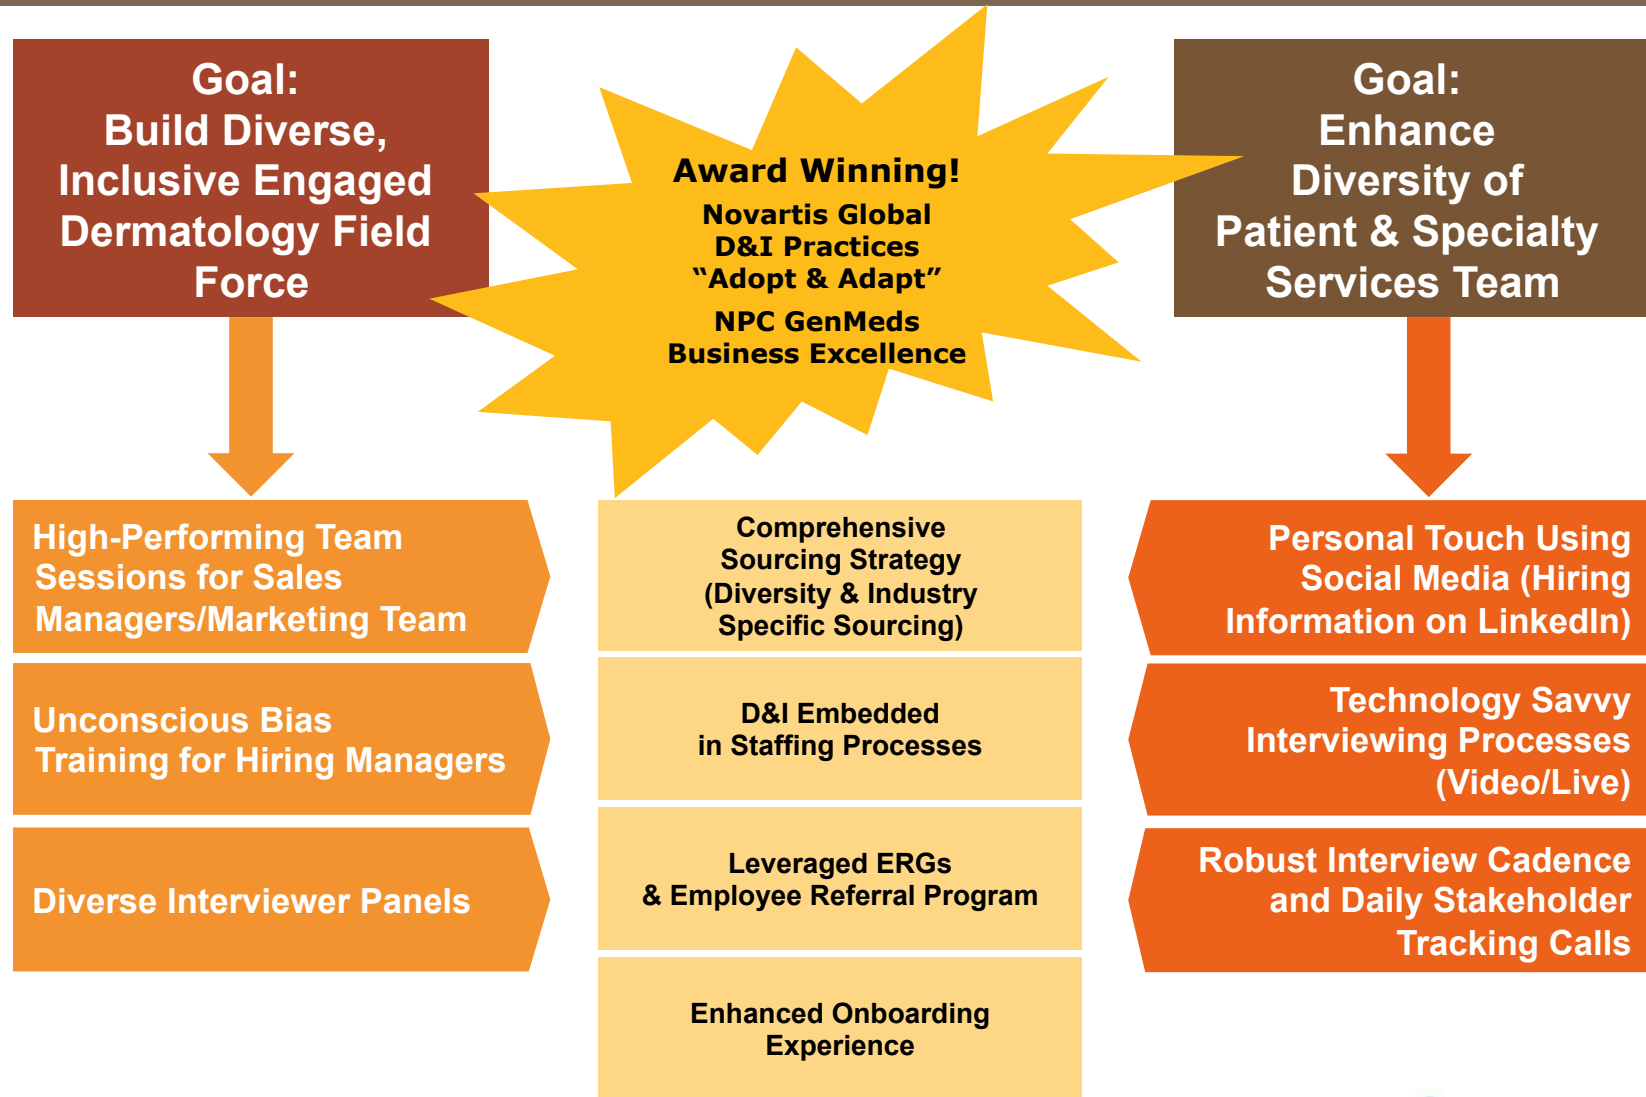 Goal:
Build Diverse,
Inclusive Engaged
Dermatology Field
Force
Award Winning!
Novartis Global
D&I Practices
“Adopt & Adapt”
NPC GenMeds
Business Excellence
Goal:
Enhance
Diversity of
Patient & Specialty
Services Team
High-Performing Team
Sessions for Sales
Managers/Marketing Team
Unconscious Bias
Training for Hiring Managers
Diverse Interviewer Panels
Comprehensive
Sourcing Strategy
(Diversity & Industry
Specific Sourcing)
D&I Embedded
in Staffing Processes
Leveraged ERGs
& Employee Referral Program
Enhanced Onboarding
Experience
Personal Touch Using
Social Media (Hiring
Information on LinkedIn)
Technology Savvy
Interviewing Processes
(Video/Live)
Robust Interview Cadence
and Daily Stakeholder
Tracking Calls